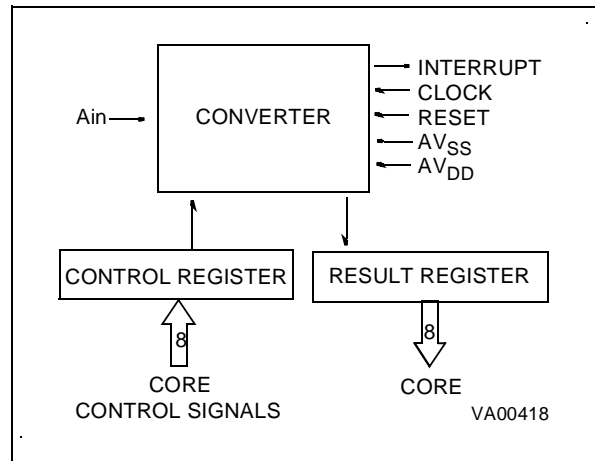 INTERRUPT
CLOCK
Ain
CONVERTER
RESET
AVSS
AVDD
CONTROL REGISTER
RESULT REGISTER
8
8
CORE
CONTROL SIGNALS
CORE
VA00418